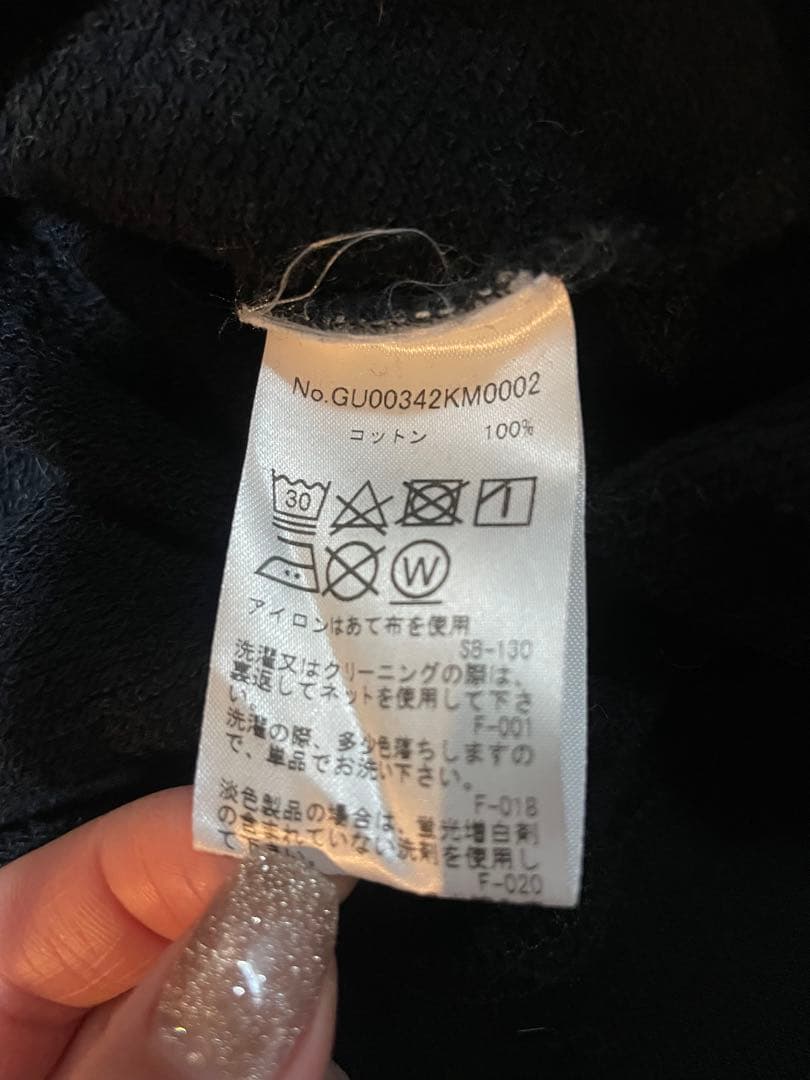 No.GU00342KM0002
コットン 100%
30
W
アイロンはあて布を使用
SB-130
洗濯又はクリーニングの際は、
裏返してネットを使用して下さ
い。
F-001
洗濯の際、多少色落ちしますの
で、単品でお洗い下さい。
F-018
淡色製品の場合は、蛍光増白剤
の含まれていない洗剤を使用し
て下さい。
F-020